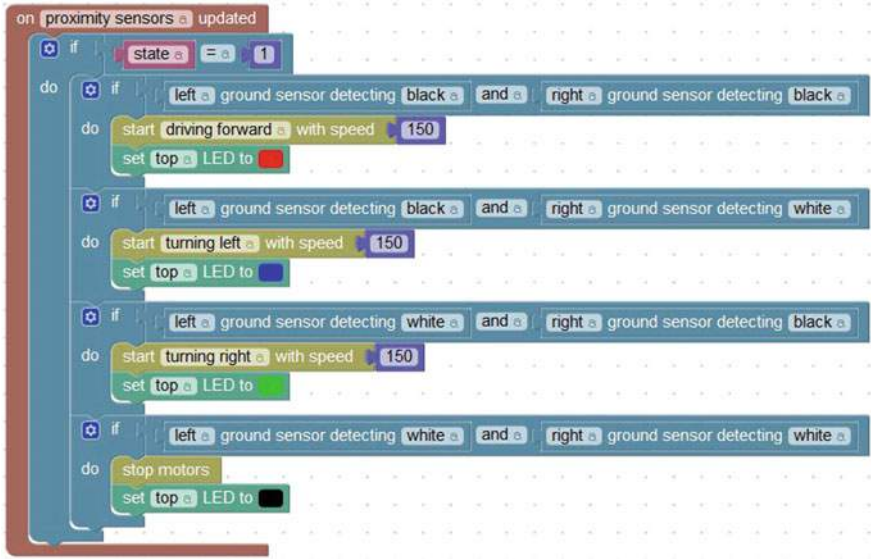 on proximity sensors updated
if state = 1
do if left ground sensor detecting black and right ground sensor detecting black
do start driving forward with speed 150
set top LED to
if left ground sensor detecting black and right ground sensor detecting white
do start turning left with speed 150
set top LED to
if left ground sensor detecting white and right ground sensor detecting black
do start turning right with speed 150
set top LED to
if left ground sensor detecting white and right ground sensor detecting white
do stop motors
set top LED to